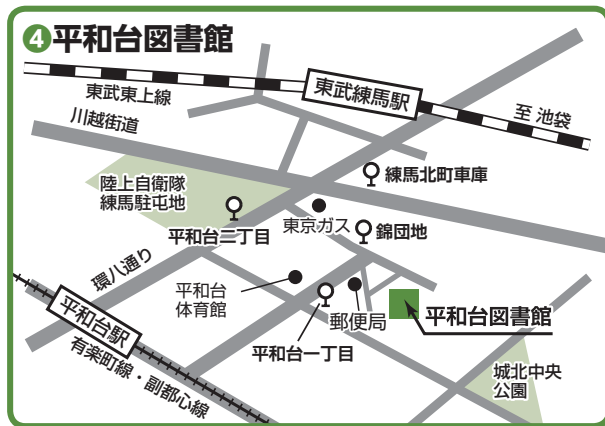 ④平和台図書館
東武練馬駅
東武東上線
至 池袋
川越街道
練馬北町車庫
陸上自衛隊
練馬駐屯地
東京ガス
錦団地
平和台二丁目
環八通り
平和台
体育館
郵便局
平和台図書館
平和台駅
平和台一丁目
有楽町線・副都心線
城北中央
公園